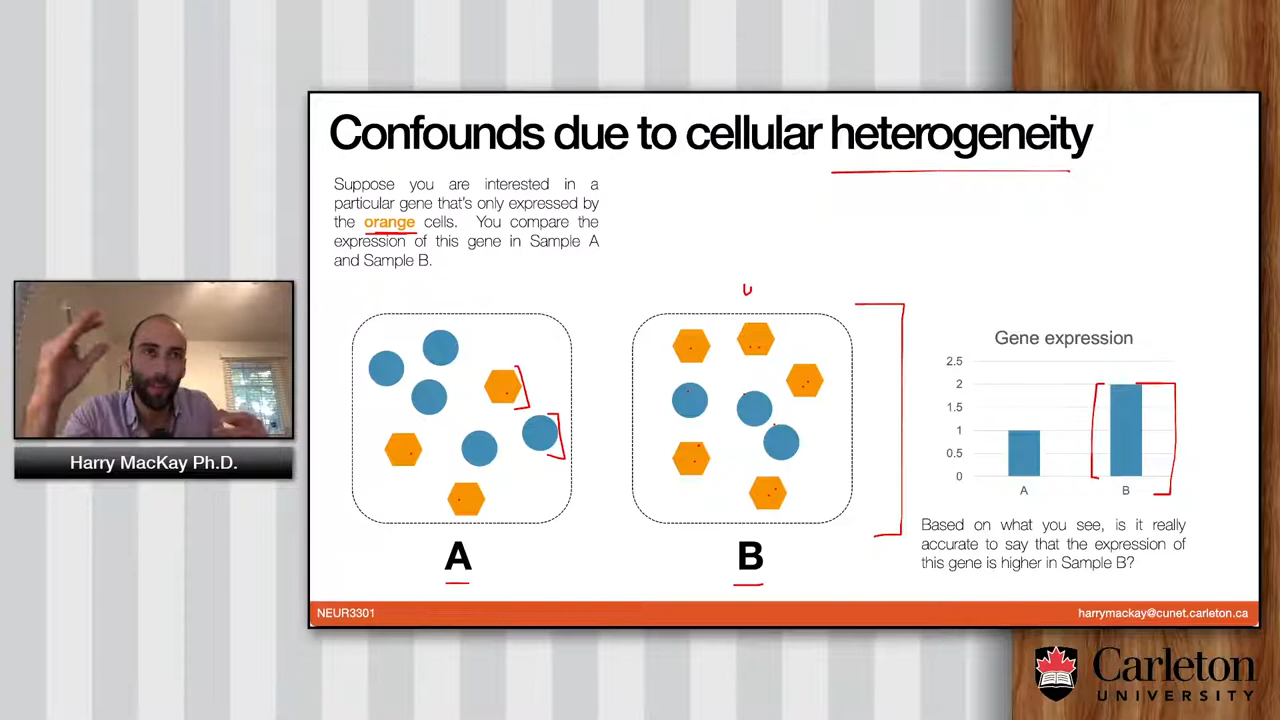 Confounds due to cellular heterogeneity
Suppose you are interested in a
particular gene that's only expressed by
the orange cells. You compare the
expression of this gene in Sample A
and Sample B.
A
B
Gene expression
2.5
2
1.5
1
0.5
0
A
B
Based on what you see, is it really
accurate to say that the expression of
this gene is higher in Sample B?
NEUR3301
harrymackay@cunet.carleton.ca
Harry MacKay Ph.D.
Carleton
UNIVERSITY